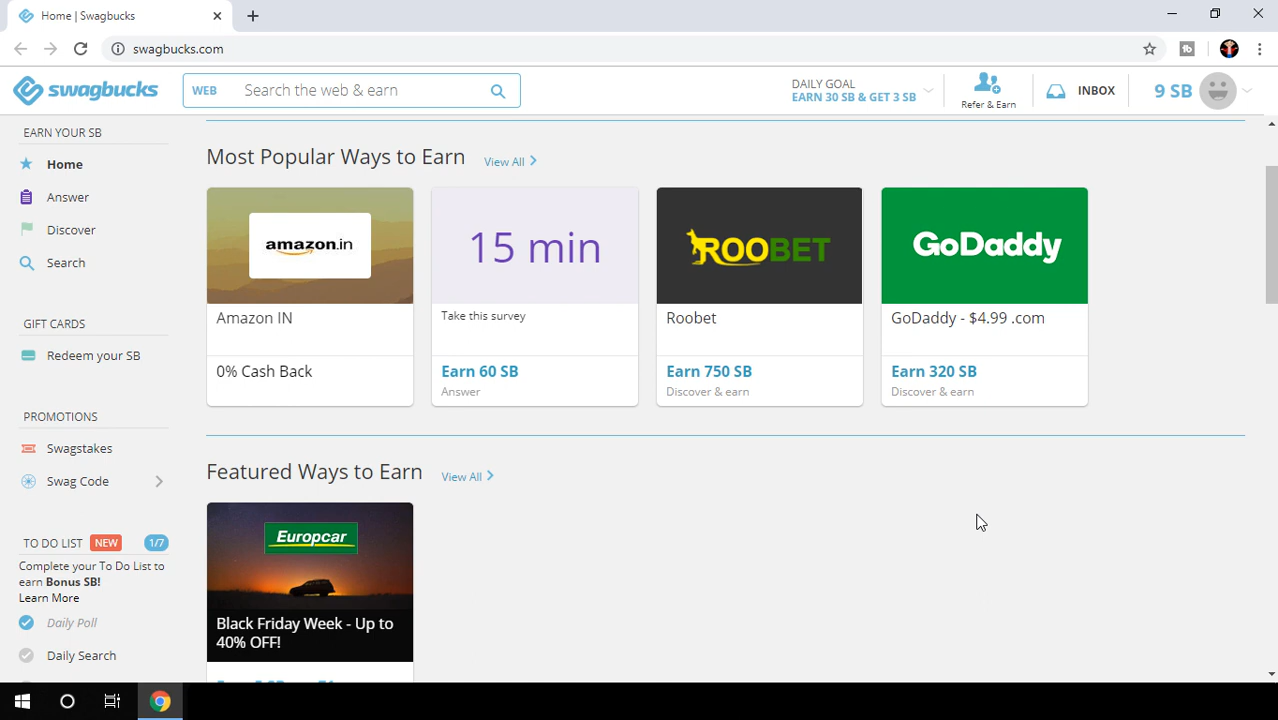 Home | Swagbucks
swagbucks.com
swagbucks
WEB
Search the web & earn
DAILY GOAL
EARN 30 SB & GET 3 SB
Refer & Earn
INBOX
9 SB
EARN YOUR SB
Home
Answer
Discover
Search
GIFT CARDS
Redeem your SB
PROMOTIONS
Swagstakes
Swag Code
TO DO LIST NEW 1/7
Complete your To Do List to
earn Bonus SB!
Learn More
Daily Poll
Daily Search
Most Popular Ways to Earn View All
amazon.in
Amazon IN
0% Cash Back
15 min
Take this survey
Earn 60 SB
Answer
ROOBET
Roobet
Earn 750 SB
Discover & earn
GoDaddy
GoDaddy - $4.99 .com
Earn 320 SB
Discover & earn
Featured Ways to Earn View All
Europcar
Black Friday Week - Up to
40% OFF!